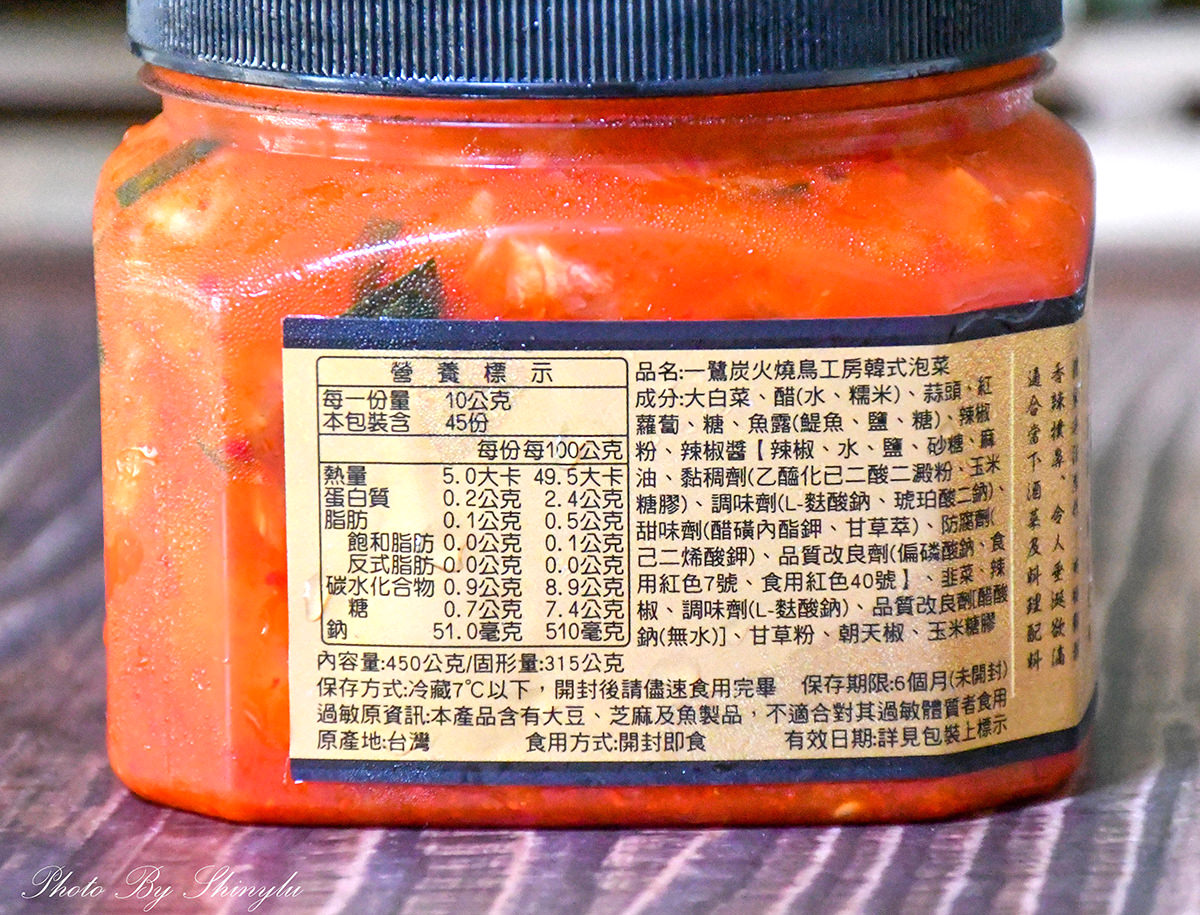 營養標示
每一份量 10公克
本包裝含 45份
每份 每100公克
熱量 5.0大卡 49.5大卡
蛋白質 0.2公克 2.4公克
脂肪 0.1公克 0.5公克
飽和脂肪 0.0公克 0.1公克
反式脂肪 0.0公克 0.0公克
碳水化合物 0.9公克 8.9公克
糖 0.7公克 7.4公克
鈉 51.0毫克 510毫克
品名:一鷺炭火燒鳥工房韓式泡菜
成分:大白菜、醋(水、糯米)、蒜頭、紅
蘿蔔、糖、魚露(鯷魚、鹽、糖)、辣椒
粉、辣椒醬【辣椒、水、鹽、砂糖、麻
油、黏稠劑(乙醯化己二酸二澱粉、玉米
糖膠)、調味劑(L-麩酸鈉、琥珀酸二鈉)、
甜味劑(醋磺內酯鉀、甘草萃)、防腐劑(
己二烯酸鉀)、品質改良劑(偏磷酸鈉、食
用紅色7號、食用紅色40號】、韭菜、辣
椒、調味劑(L-麩酸鈉)、品質改良劑[醋酸
鈉(無水)]、甘草粉、朝天椒、玉米糖膠
內容量:450公克/固形量:315公克
保存方式:冷藏7℃以下，開封後請儘速食用完畢 保存期限:6個月(未開封)
過敏原資訊:本產品含有大豆、芝麻及魚製品，不適合對其過敏體質者食用
原產地:台灣 食用方式:開封即食 有效日期:詳見包裝上標示
香辣撲鼻、令人垂涎欲滴
適合當下酒菜及料理配料
Photo By Shinylu